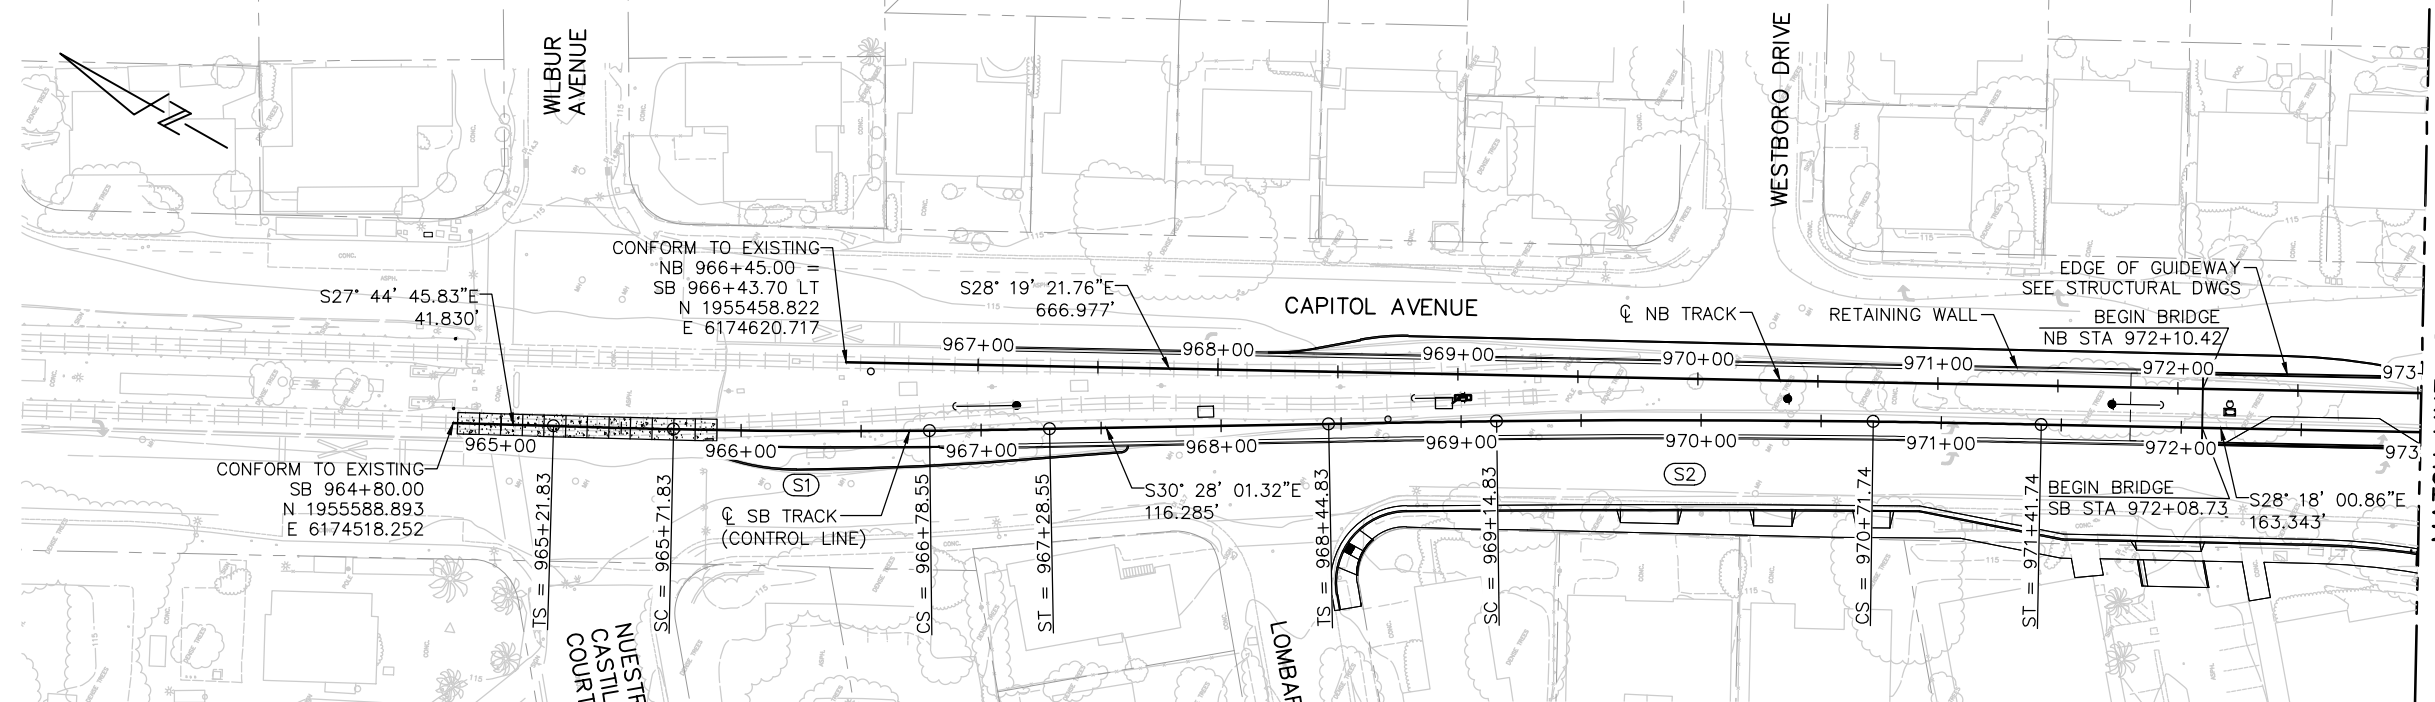 WILBUR
AVENUE
WESTBORO DRIVE
CONFORM TO EXISTING
NB 966+45.00 =
SB 966+43.70 LT
N 1955458.822
E 6174620.717
S27° 44' 45.83"E
41.830'
S28° 19' 21.76"E
666.977'
CAPITOL AVENUE
℄ NB TRACK
RETAINING WALL
EDGE OF GUIDEWAY
SEE STRUCTURAL DWGS
BEGIN BRIDGE
NB STA 972+10.42
967+00
968+00
969+00
970+00
971+00
972+00
973
965+00
966+00
967+00
968+00
969+00
970+00
971+00
972+00
973
CONFORM TO EXISTING
SB 964+80.00
N 1955588.893
E 6174518.252
S1
℄ SB TRACK
(CONTROL LINE)
S30° 28' 01.32"E
116.285'
S2
BEGIN BRIDGE
SB STA 972+08.73
S28° 18' 00.86"E
163.343'
TS = 965+21.83
SC = 965+71.83
CS = 966+78.55
ST = 967+28.55
TS = 968+44.83
SC = 969+14.83
CS = 970+71.74
ST = 971+41.74
NUESTR
CASTIL
COURT
LOMBAR
DENSE TREES
CONC.
ASPH.
POLE
POOL
MH
115